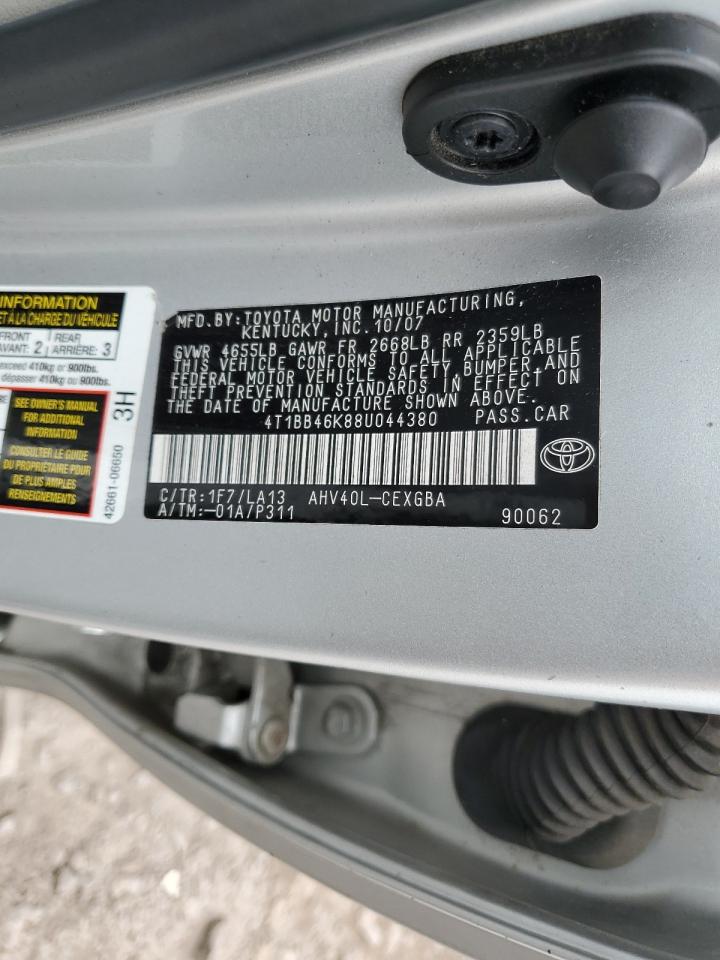 INFORMATION
ET À LA CHARGE DU VÉHICULE
FRONT
AVANT: 2
REAR
ARRIÈRE: 3
exceed 410kg or 900lbs.
dépasser 410kg ou 900lbs.
SEE OWNER'S MANUAL
FOR ADDITIONAL
INFORMATION
CONSULTER LE GUIDE
DU PROPRIÉTAIRE POUR
DE PLUS AMPLES
RENSEIGNEMENTS.
3H
42661-06650
MFD.BY:TOYOTA MOTOR MANUFACTURING,
KENTUCKY, INC. 10/07
GVWR 4655LB GAWR FR 2668LB RR 2359LB
THIS VEHICLE CONFORMS TO ALL APPLICABLE
FEDERAL MOTOR VEHICLE SAFETY, BUMPER, AND
THEFT PREVENTION STANDARDS IN EFFECT ON
THE DATE OF MANUFACTURE SHOWN ABOVE.
4T1BB46K88U044380 PASS.CAR
C/TR:1F7/LA13 AHV40L-CEXGBA
A/TM:-01A/P311 90062